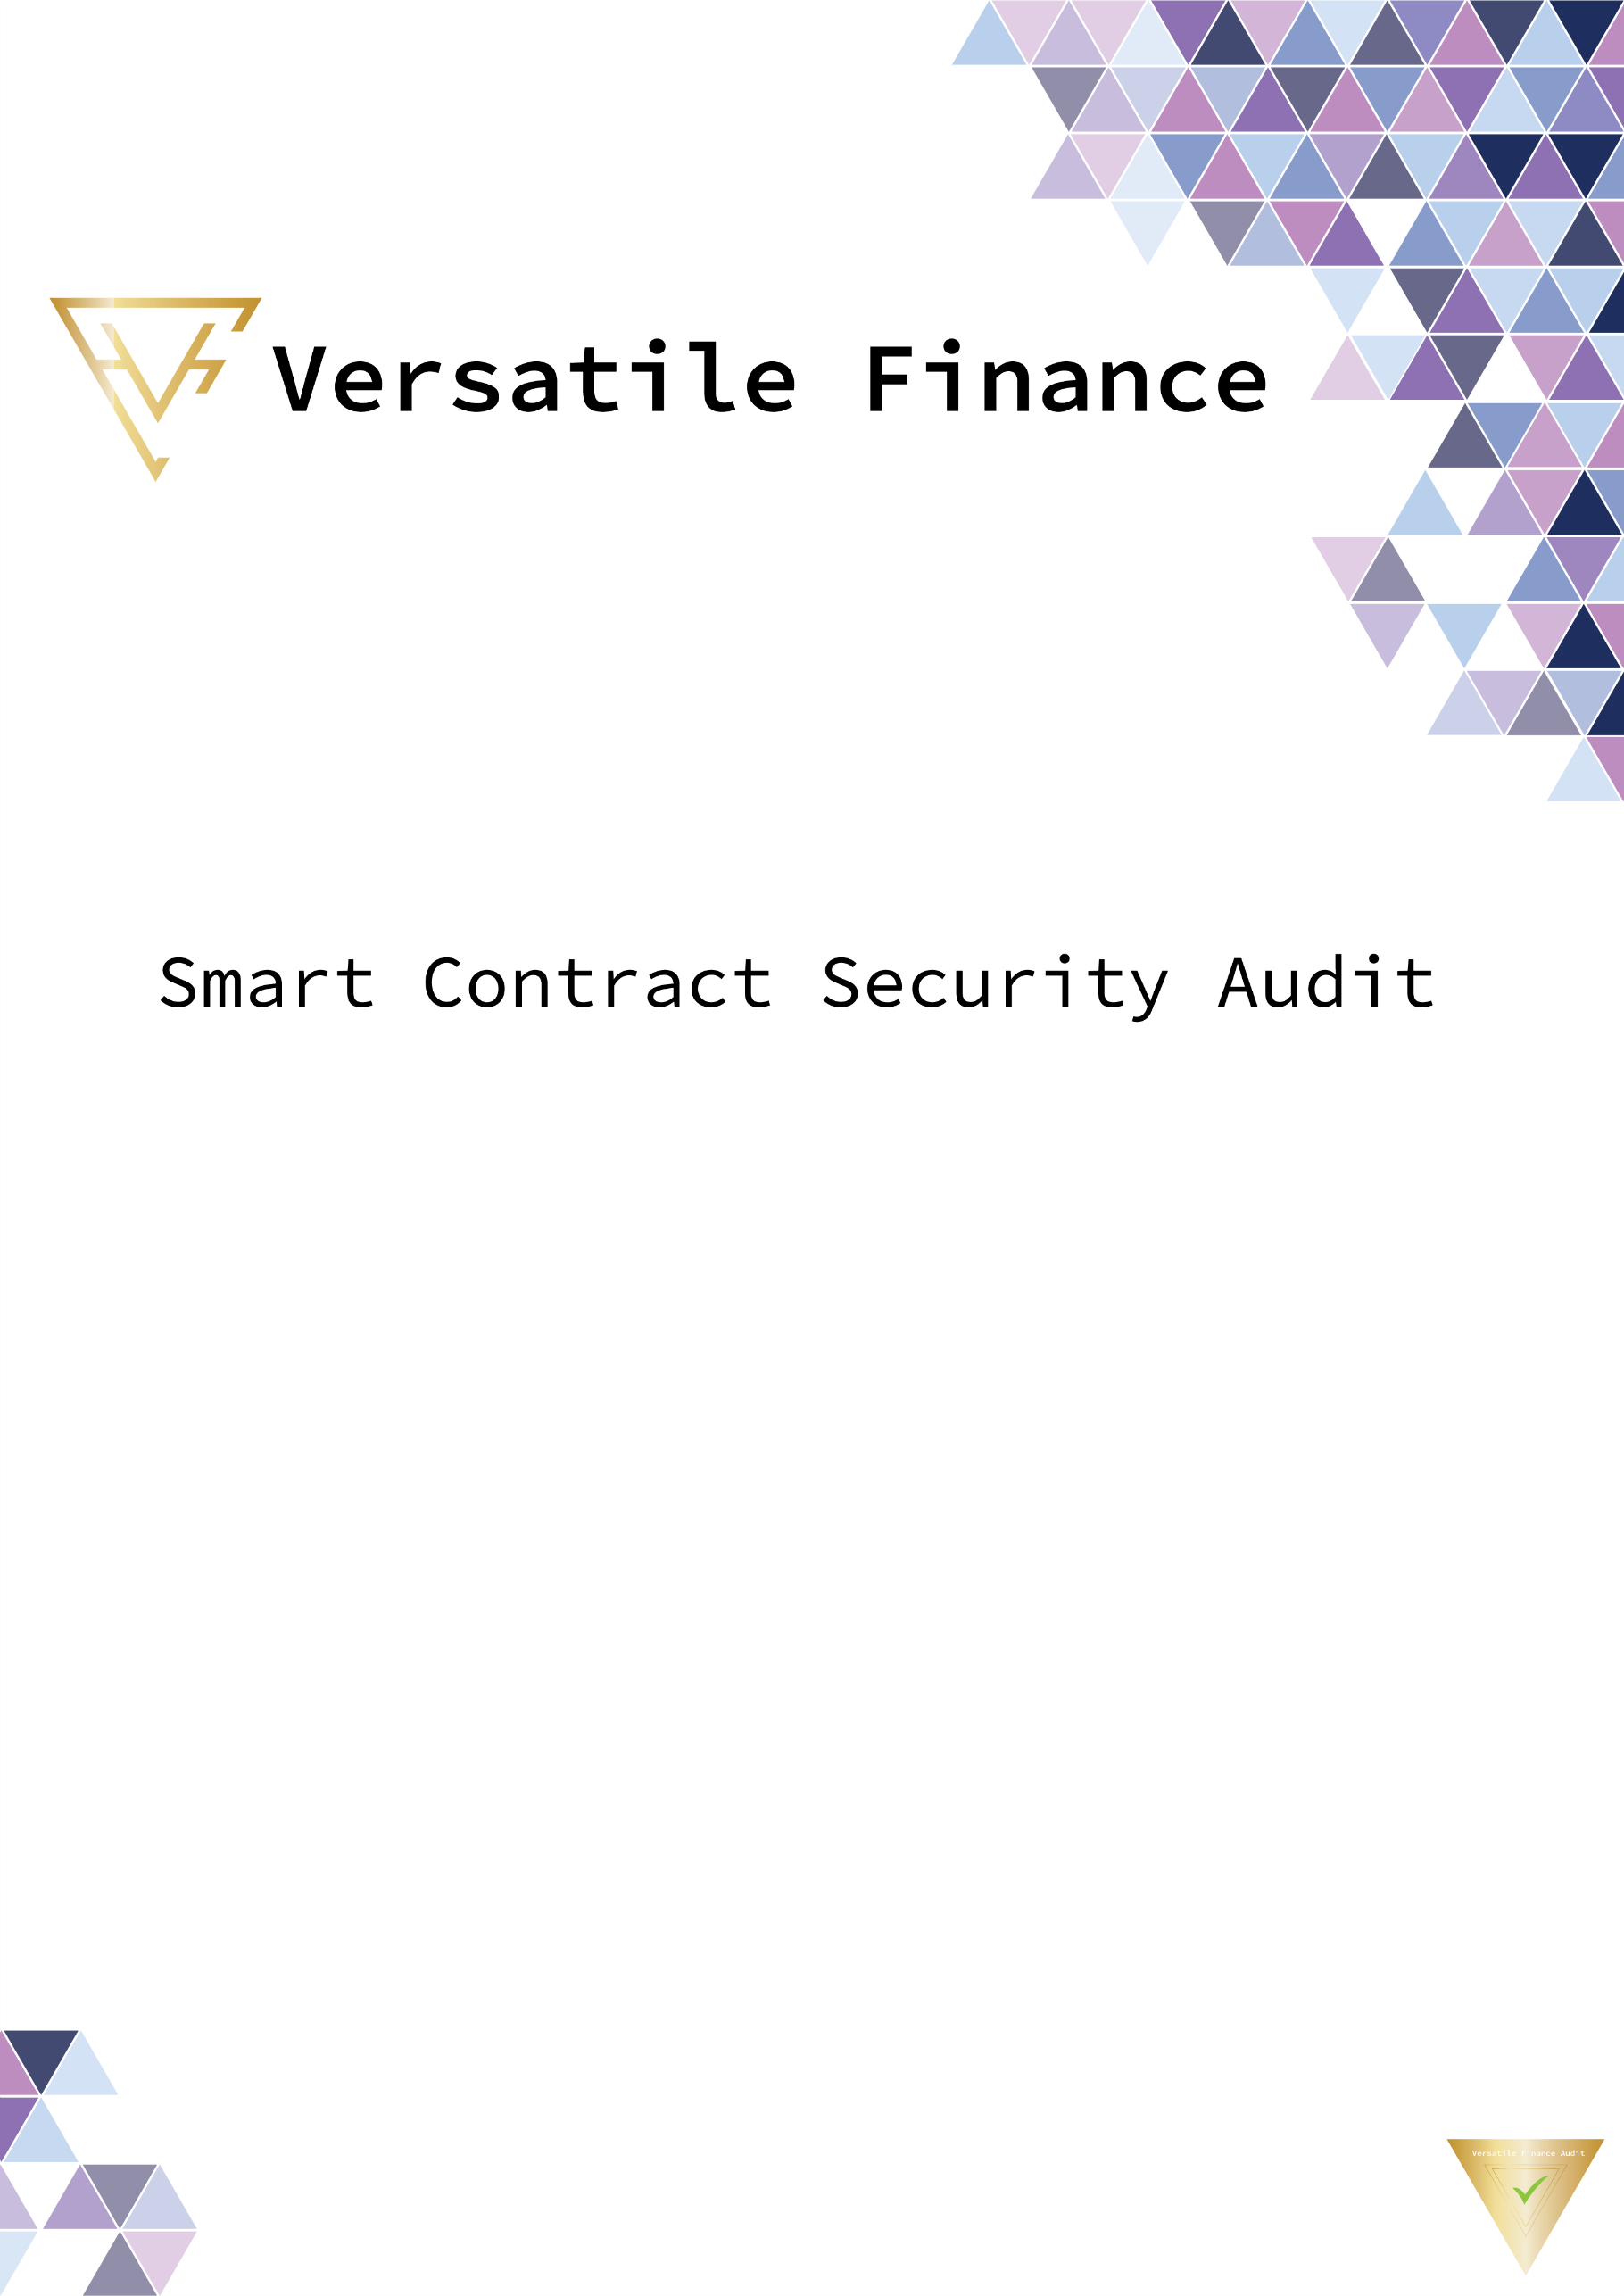 Versatile Finance
Smart Contract Security Audit
Versatile Finance Audit